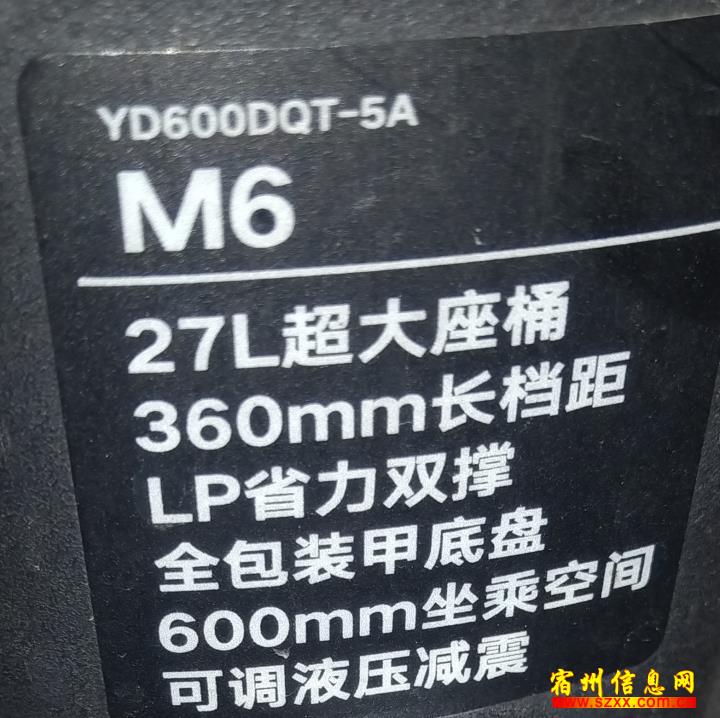 YD600DQT-5A
M6
27L超大座桶
360mm长档距
LP省力双撑
全包装甲底盘
600mm坐乘空间
可调液压减震
宿州信息网
www.szxx.com.cn